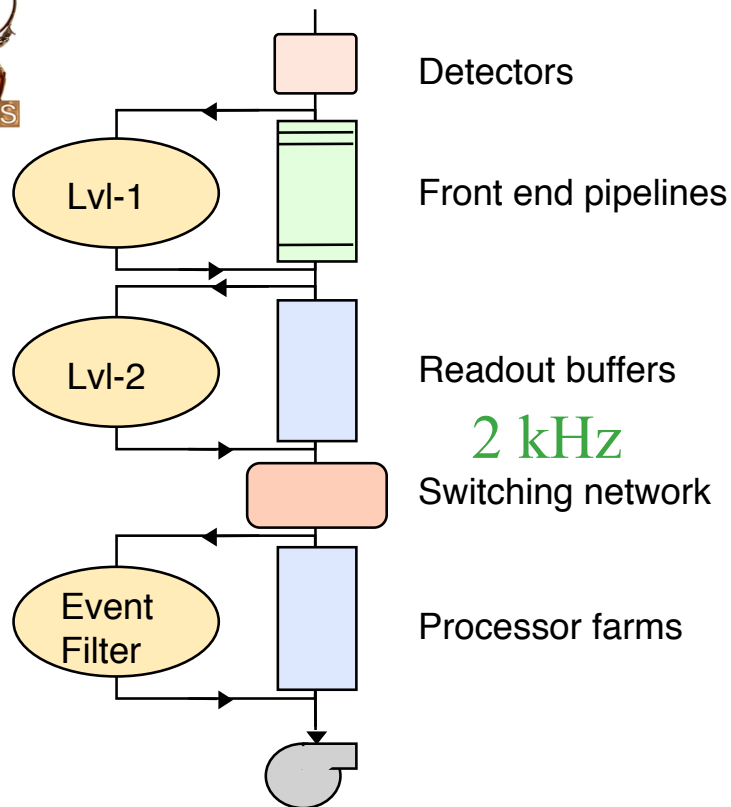 Detectors
S
Lvl-1
Front end pipelines
Lvl-2
Readout buffers
2 kHz
Switching network
Event
Filter
Processor farms